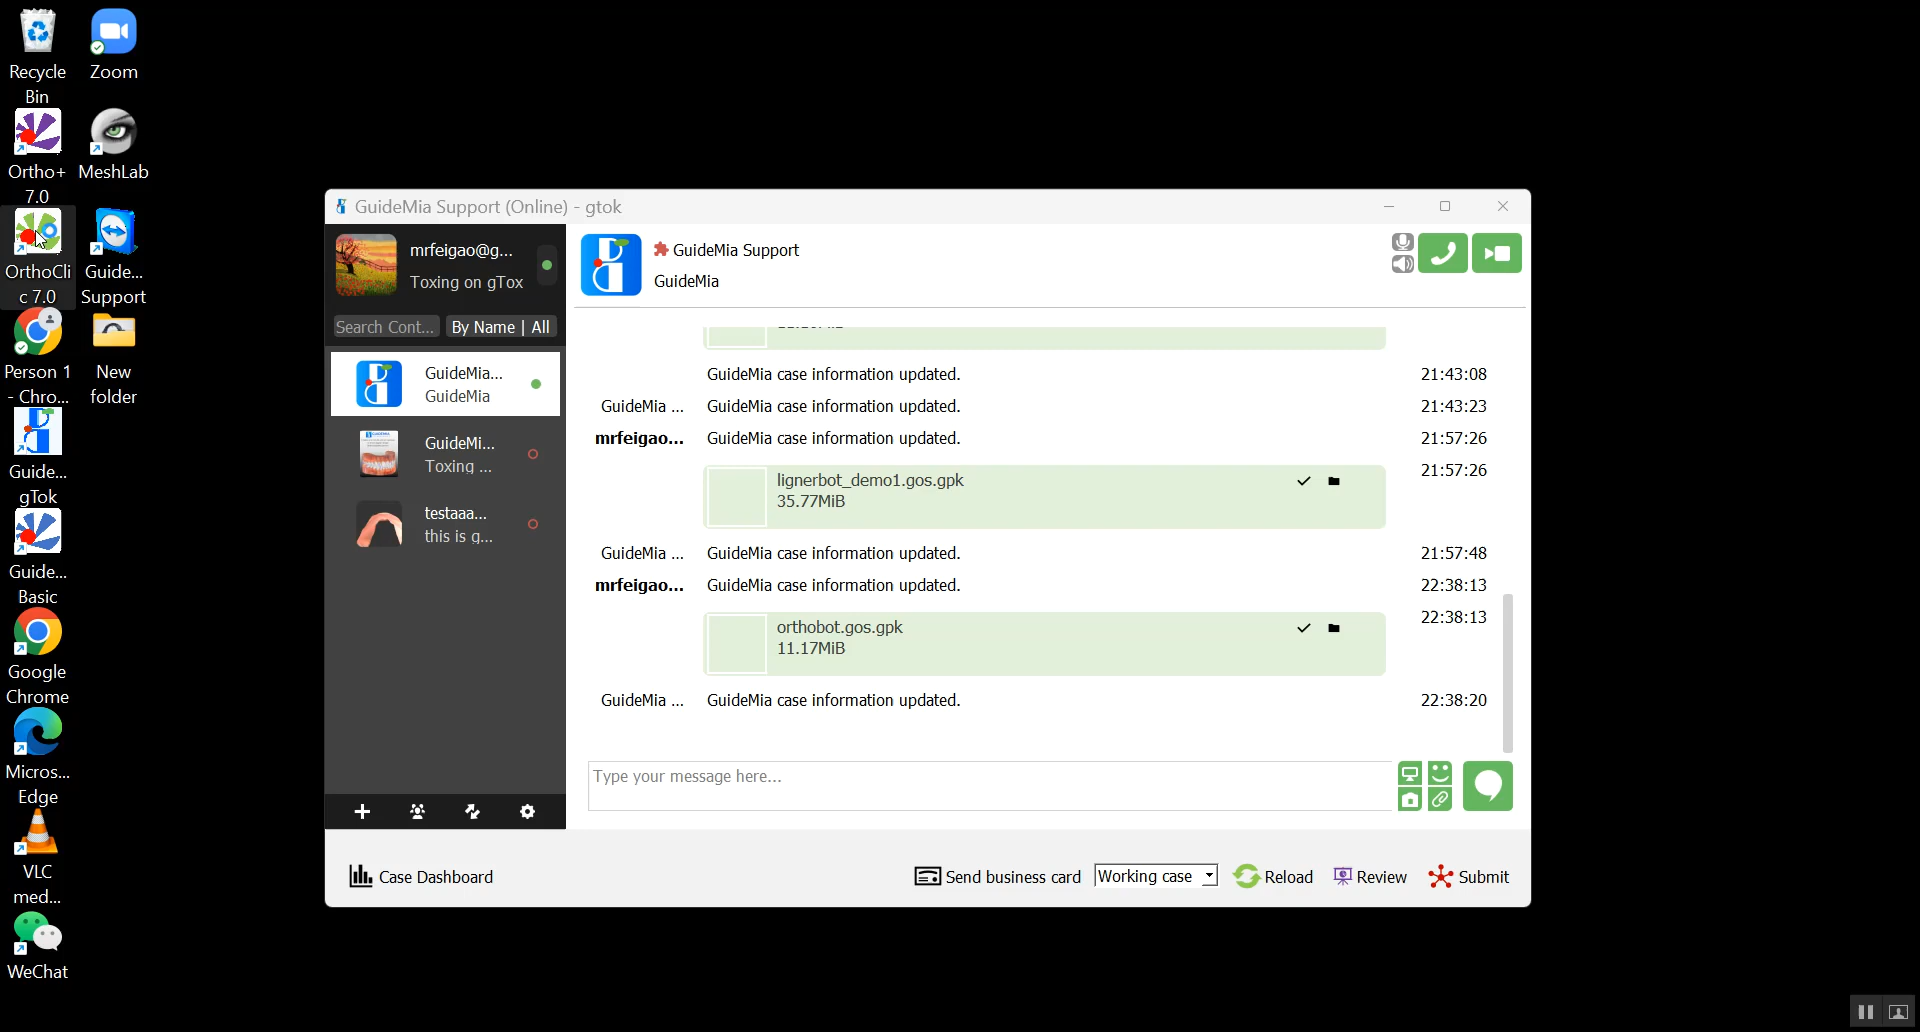 Recycle
Bin
Zoom
Ortho+
7.0
MeshLab
OrthoCli
c 7.0
Guide...
Support
Person 1
- Chro...
New
folder
Guide...
gTok
Guide...
Basic
Google
Chrome
Micros...
Edge
VLC
med...
WeChat
GuideMia Support (Online) - gtok
mrfeigao@g...
Toxing on gTox
Search Cont...
By Name | All
GuideMia...
GuideMia
GuideMi...
Toxing ...
testaaa...
this is g...
GuideMia Support
GuideMia
GuideMia case information updated. 21:43:08
GuideMia ... GuideMia case information updated. 21:43:23
mrfeigao... GuideMia case information updated. 21:57:26
lignerbot_demo1.gos.gpk 21:57:26
35.77MiB
GuideMia ... GuideMia case information updated. 21:57:48
mrfeigao... GuideMia case information updated. 22:38:13
orthobot.gos.gpk 22:38:13
11.17MiB
GuideMia ... GuideMia case information updated. 22:38:20
Type your message here...
Case Dashboard
Send business card
Working case
Reload
Review
Submit